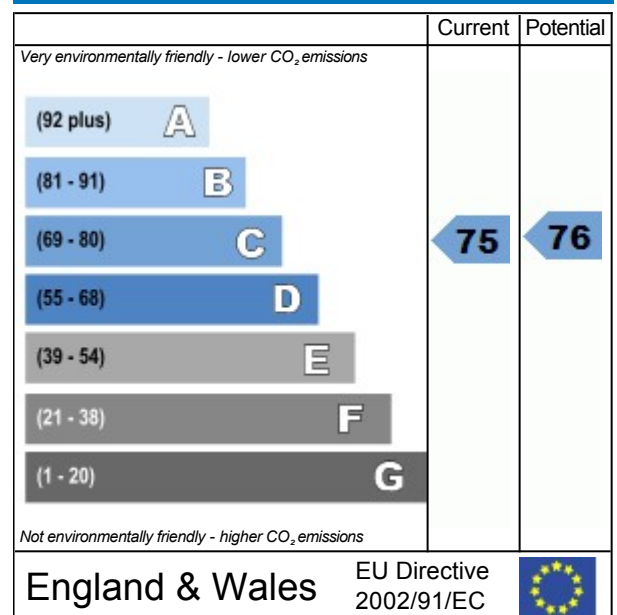 Current Potential
Very environmentally friendly - lower CO₂ emissions
(92 plus) A
(81 - 91) B
(69 - 80) C 75 76
(55 - 68) D
(39 - 54) E
(21 - 38) F
(1 - 20) G
Not environmentally friendly - higher CO₂ emissions
England & Wales
EU Directive
2002/91/EC